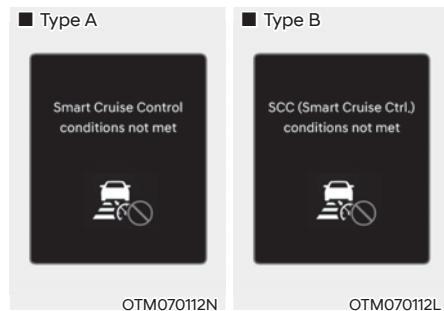 ■ Type A
Smart Cruise Control
conditions not met
OTM070112N
■ Type B
SCC (Smart Cruise Ctrl.)
conditions not met
OTM070112L